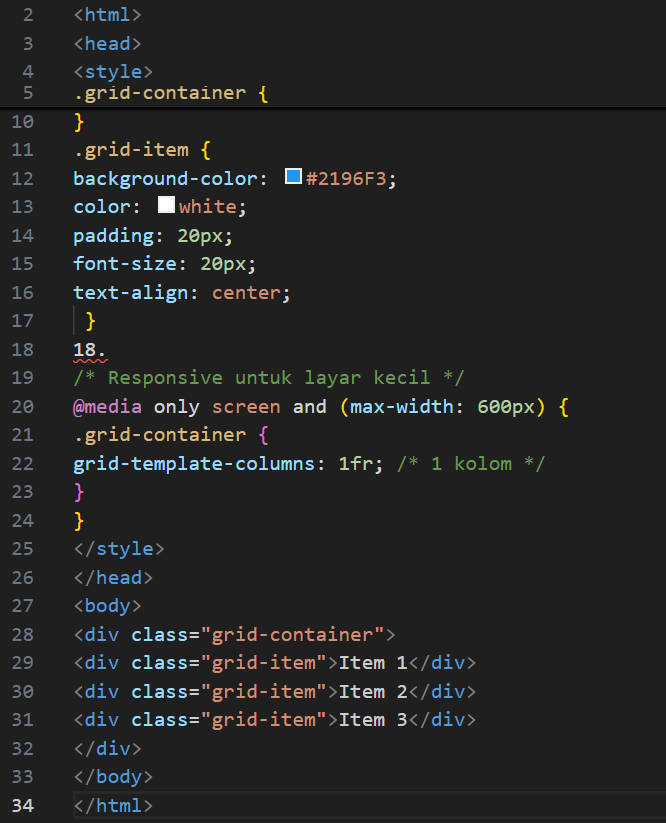 2 <html>
3 <head>
4 <style>
5 .grid-container {
10 }
11 .grid-item {
12 background-color: #2196F3;
13 color: white;
14 padding: 20px;
15 font-size: 20px;
16 text-align: center;
17 }
18 18.
19 /* Responsive untuk layar kecil */
20 @media only screen and (max-width: 600px) {
21 .grid-container {
22 grid-template-columns: 1fr; /* 1 kolom */
23 }
24 }
25 </style>
26 </head>
27 <body>
28 <div class="grid-container">
29 <div class="grid-item">Item 1</div>
30 <div class="grid-item">Item 2</div>
31 <div class="grid-item">Item 3</div>
32 </div>
33 </body>
34 </html>